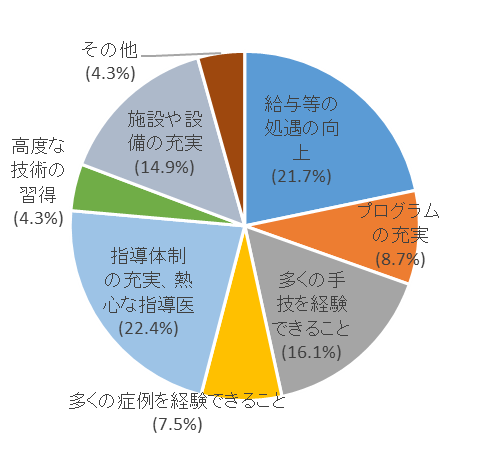 その他
(4.3%)
給与等の
処遇の向
上
(21.7%)
プログラム
の充実
(8.7%)
多くの手
技を経験
できること
(16.1%)
多くの症例を経験できること
(7.5%)
指導体制
の充実、熱
心な指導医
(22.4%)
高度な
技術の
習得
(4.3%)
施設や設
備の充実
(14.9%)